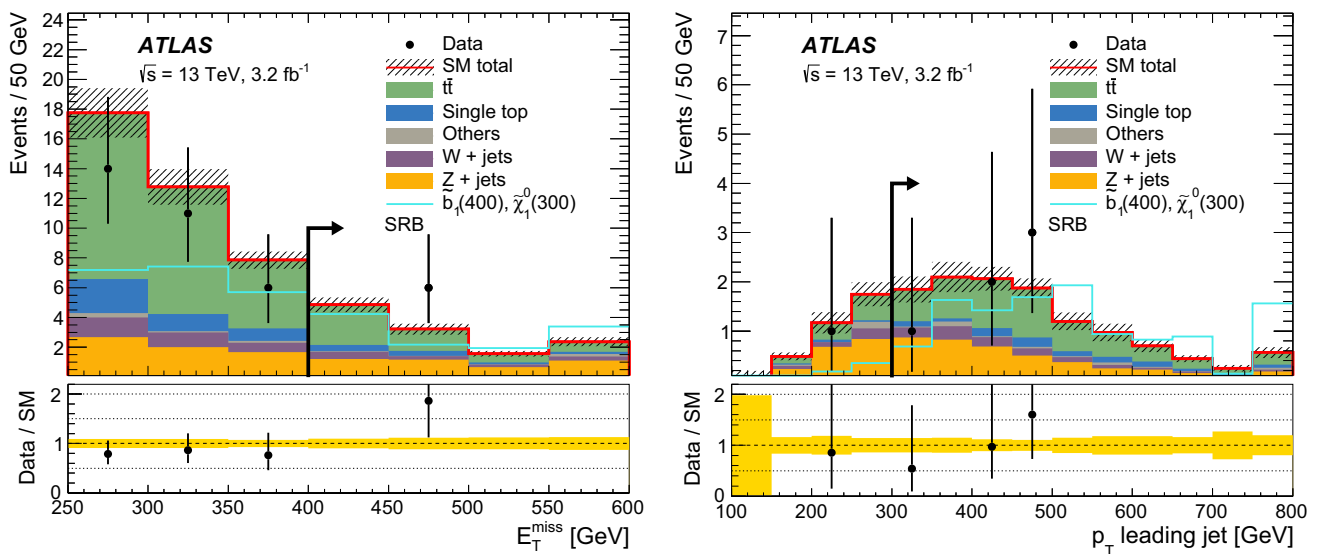 Events / 50 GeV
24
22
20
18
16
14
12
10
8
6
4
2
ATLAS
√s = 13 TeV, 3.2 fb⁻¹
Data
SM total
tt̄
Single top
Others
W + jets
Z + jets
b̃₁(400), χ̃₁⁰(300)
SRB
Data / SM
2
1
0
250 300 350 400 450 500 550 600
E_T^miss [GeV]
Events / 50 GeV
7
6
5
4
3
2
1
ATLAS
√s = 13 TeV, 3.2 fb⁻¹
Data
SM total
tt̄
Single top
Others
W + jets
Z + jets
b̃₁(400), χ̃₁⁰(300)
SRB
Data / SM
2
1
0
100 200 300 400 500 600 700 800
p_T leading jet [GeV]